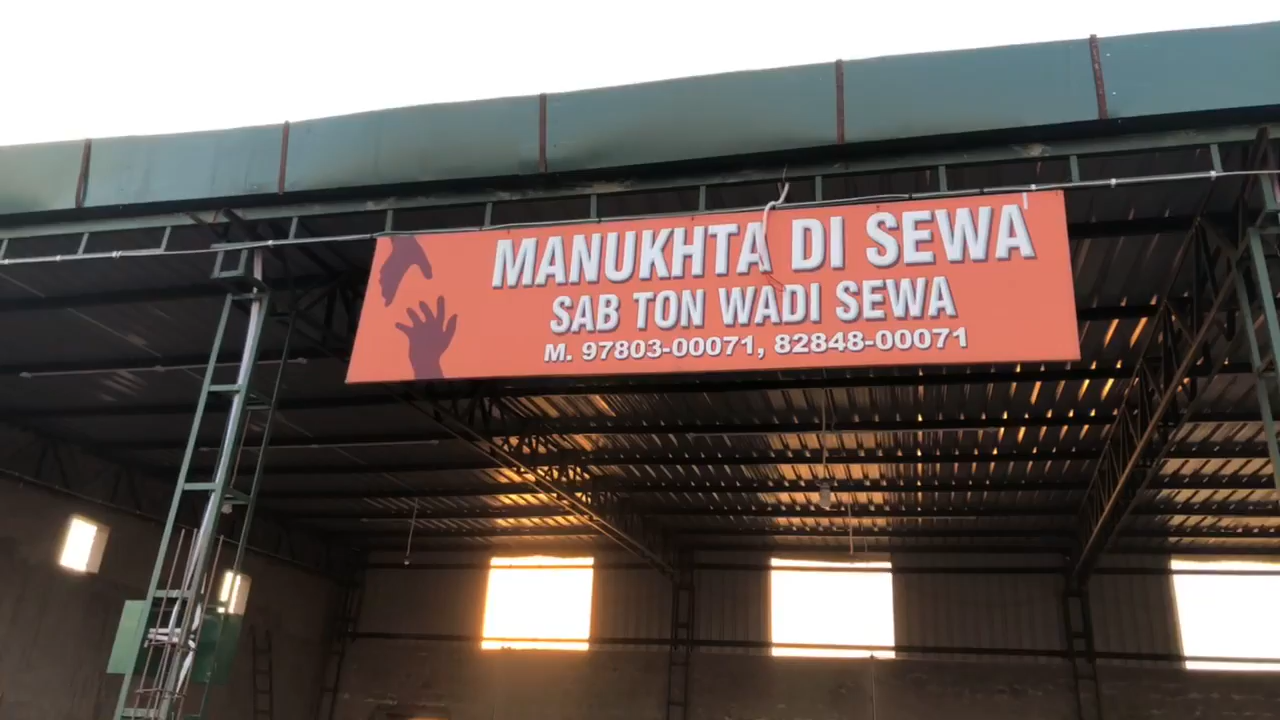 MANUKHTA DI SEWA
SAB TON WADI SEWA
M. 97803-00071, 82848-00071